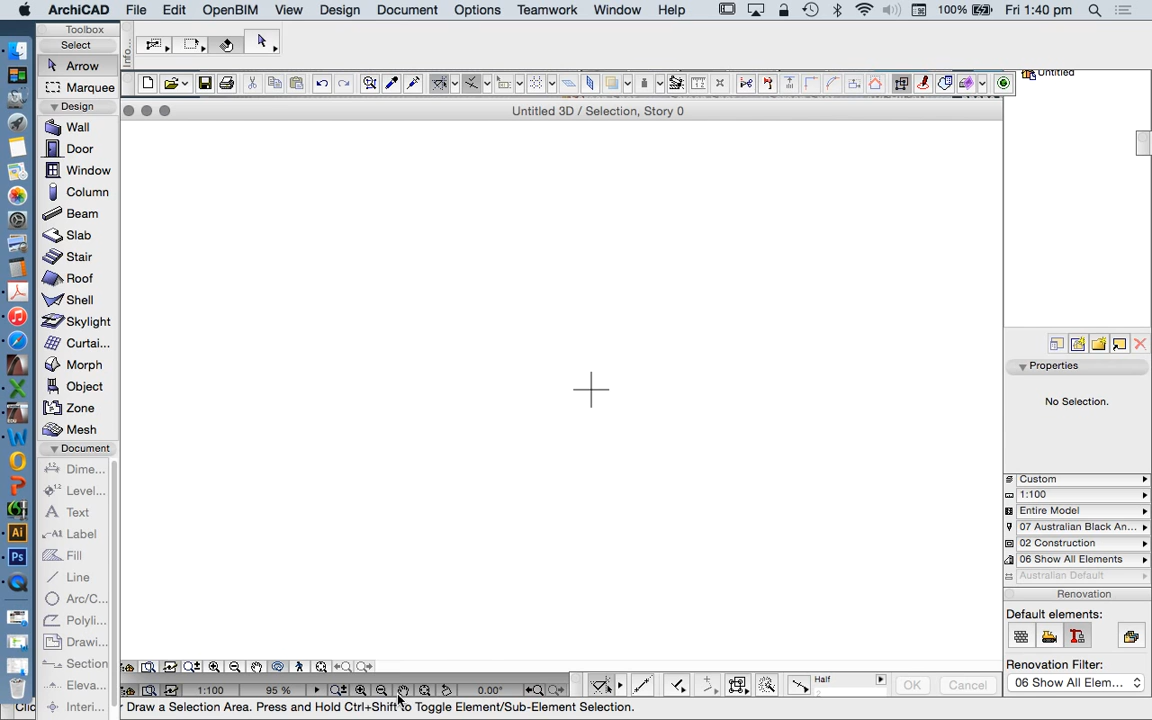 ArchiCAD File Edit OpenBIM View Design Document Options Teamwork Window Help 100% Fri 1:40 pm
Toolbox
Select
Arrow
Marquee
Design
Wall
Door
Window
Column
Beam
Slab
Stair
Roof
Shell
Skylight
Curtai...
Morph
Object
Zone
Mesh
Document
Dime...
Level...
Text
Label
Fill
Line
Arc/C...
Polyli...
Drawi...
Section
Eleva...
Interi...
Info...
Untitled 3D / Selection, Story 0
Untitled
Properties
No Selection.
Custom
1:100
Entire Model
07 Australian Black An...
02 Construction
06 Show All Elements
Australian Default
Renovation
Default elements:
Renovation Filter:
06 Show All Elem...
1:100 95 % 0.00°
Half
2
OK Cancel
Clic
Draw a Selection Area. Press and Hold Ctrl+Shift to Toggle Element/Sub-Element Selection.